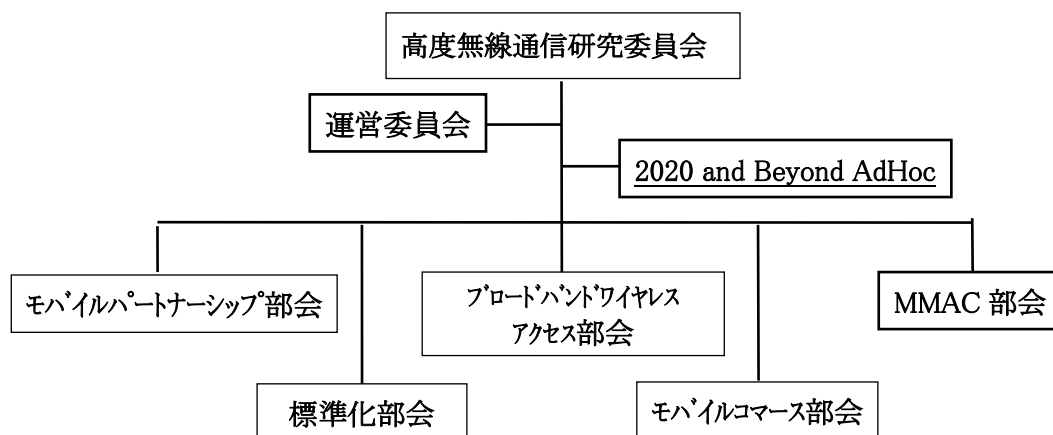 高度無線通信研究委員会
運営委員会
2020 and Beyond AdHoc
モバイルパートナーシップ部会
ブロードバンドワイヤレス
アクセス部会
MMAC 部会
標準化部会
モバイルコマース部会